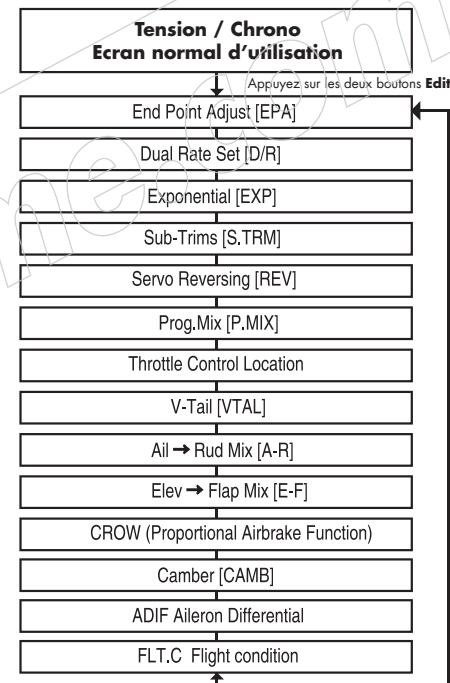 Tension / Chrono
Ecran normal d'utilisation
Appuyez sur les deux boutons Edit
End Point Adjust [EPA]
Dual Rate Set [D/R]
Exponential [EXP]
Sub-Trims [S.TRM]
Servo Reversing [REV]
Prog.Mix [P.MIX]
Throttle Control Location
V-Tail [VTAL]
Ail → Rud Mix [A-R]
Elev → Flap Mix [E-F]
CROW (Proportional Airbrake Function)
Camber [CAMB]
ADIF Aileron Differential
FLT.C Flight condition